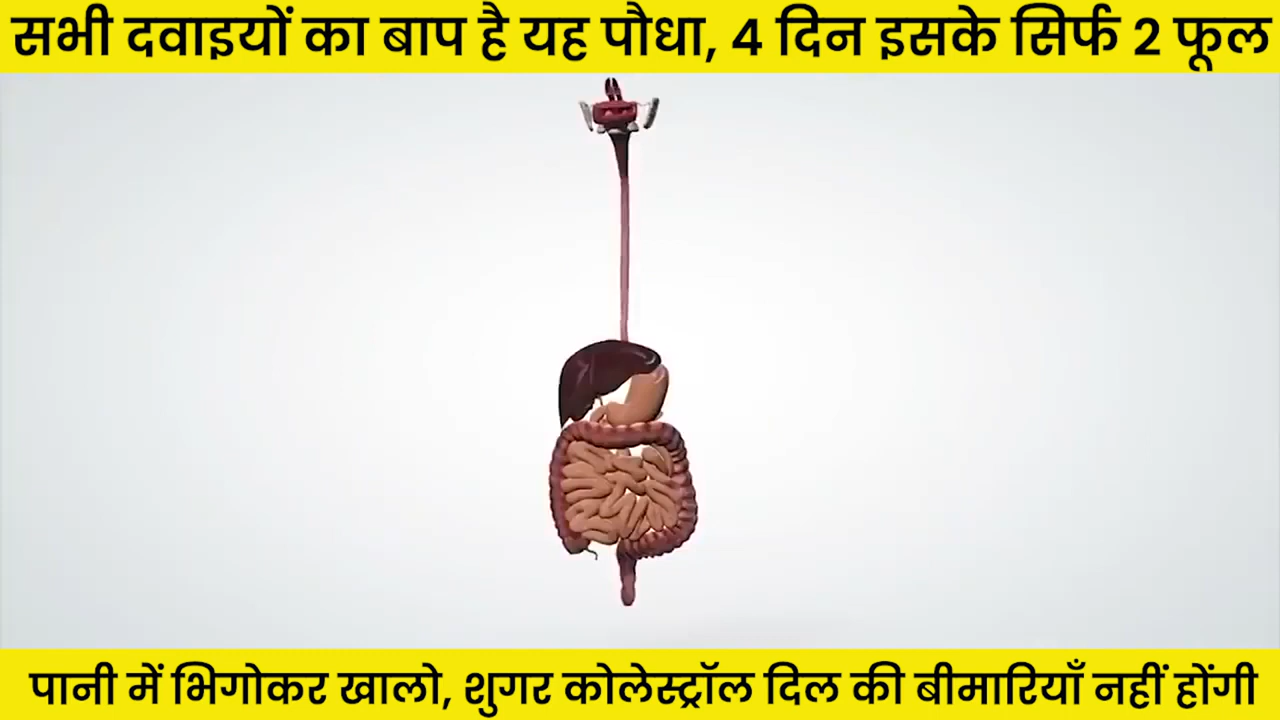 सभी दवाइयों का बाप है यह पौधा, 4 दिन इसके सिर्फ 2 फूल
पानी में भिगोकर खालो, शुगर कोलेस्ट्रॉल दिल की बीमारियाँ नहीं होंगी